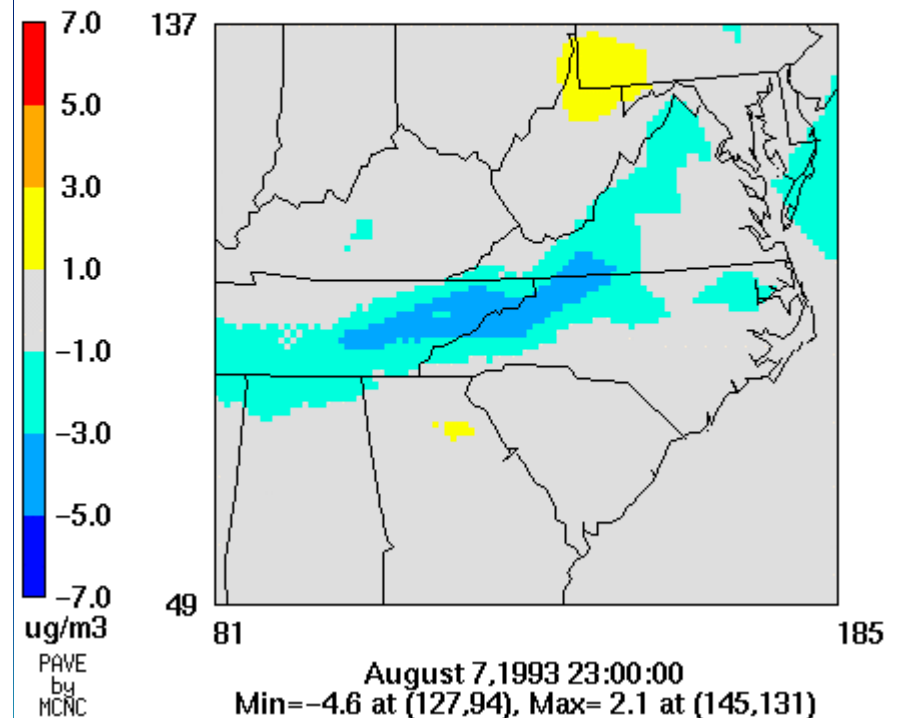 7.0
5.0
3.0
1.0
−1.0
−3.0
−5.0
−7.0
ug/m3
PAVE
by
MCNC
137
49
81 185
August 7,1993 23:00:00
Min=−4.6 at (127,94), Max= 2.1 at (145,131)